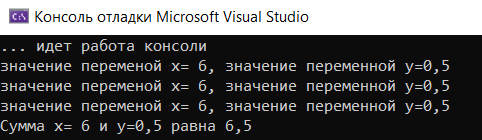 C:\ Консоль отладки Microsoft Visual Studio
... идет работа консоли
значение переменой x= 6, значение переменной y=0,5
значение переменой x= 6, значение переменной y=0,5
значение переменой x= 6, значение переменной y=0,5
Сумма x= 6 и y=0,5 равна 6,5